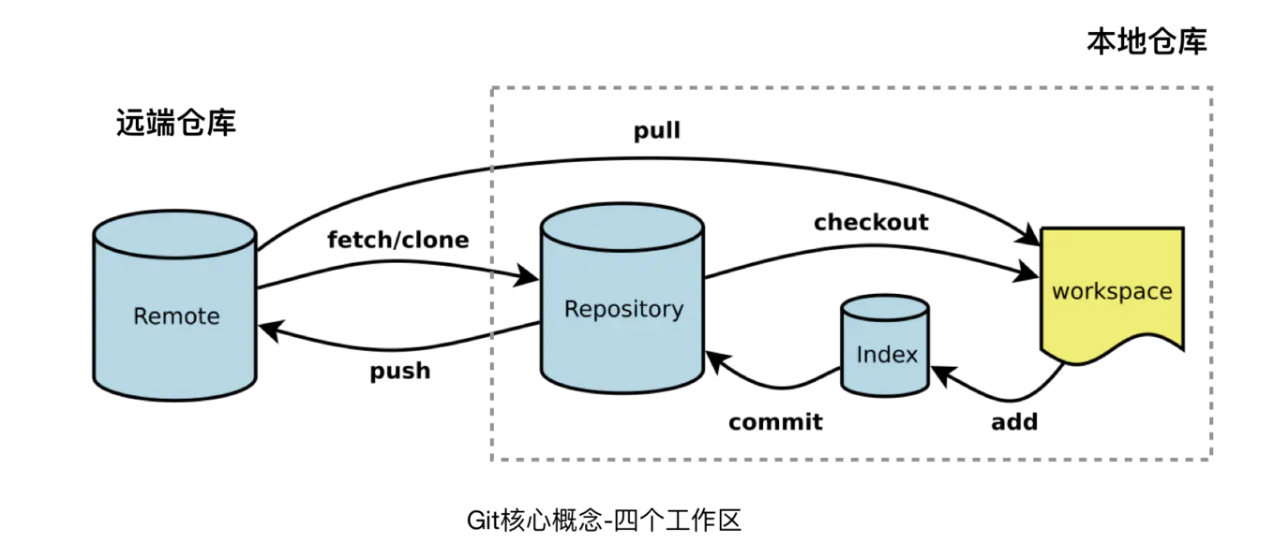 本地仓库
远端仓库
pull
fetch/clone
checkout
Remote
Repository
workspace
Index
push
commit
add
Git核心概念-四个工作区